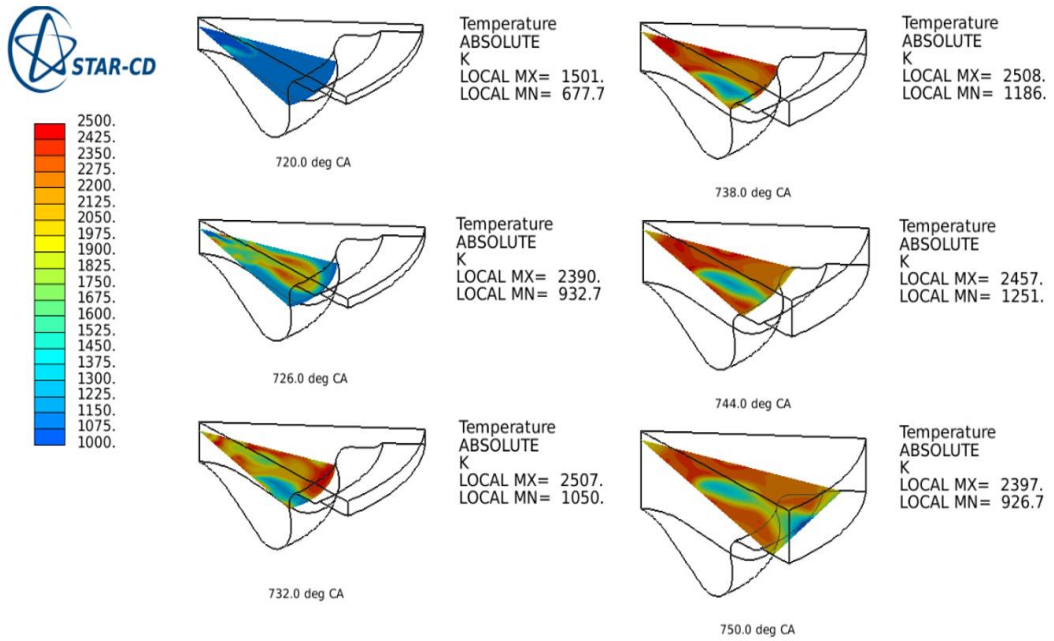 STAR-CD
2500.
2425.
2350.
2275.
2200.
2125.
2050.
1975.
1900.
1825.
1750.
1675.
1600.
1525.
1450.
1375.
1300.
1225.
1150.
1075.
1000.
Temperature
ABSOLUTE
K
LOCAL MX= 1501.
LOCAL MN= 677.7
720.0 deg CA
Temperature
ABSOLUTE
K
LOCAL MX= 2390.
LOCAL MN= 932.7
726.0 deg CA
Temperature
ABSOLUTE
K
LOCAL MX= 2507.
LOCAL MN= 1050.
732.0 deg CA
Temperature
ABSOLUTE
K
LOCAL MX= 2508.
LOCAL MN= 1186.
738.0 deg CA
Temperature
ABSOLUTE
K
LOCAL MX= 2457.
LOCAL MN= 1251.
744.0 deg CA
Temperature
ABSOLUTE
K
LOCAL MX= 2397.
LOCAL MN= 926.7
750.0 deg CA